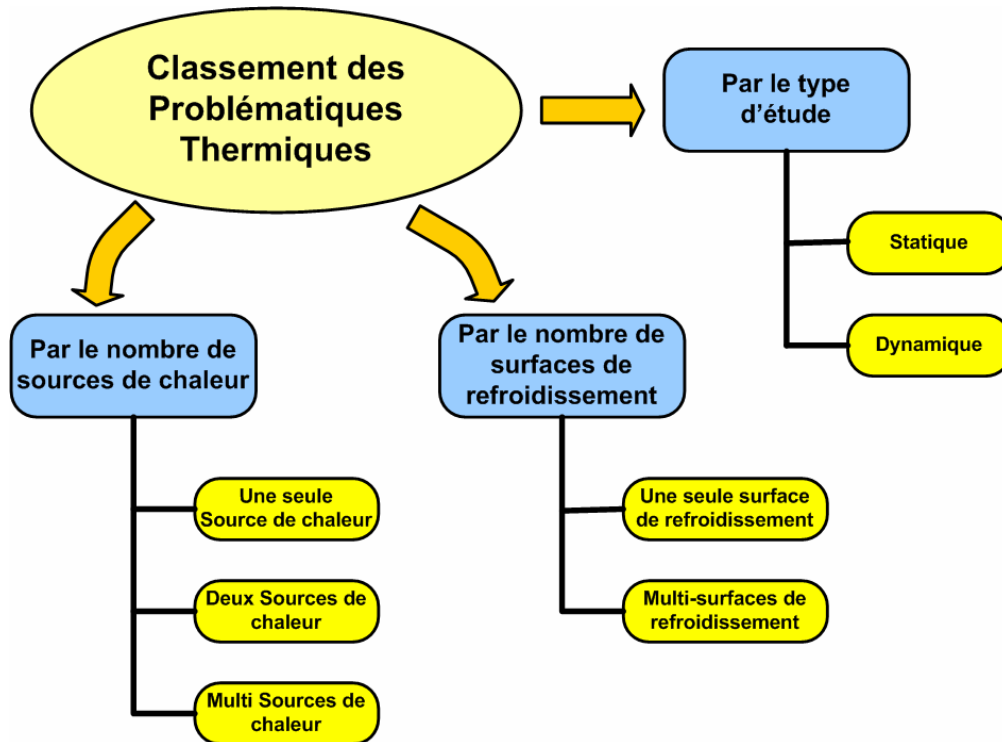 Classement des
Problématiques
Thermiques
Par le type
d'étude
Statique
Dynamique
Par le nombre de
sources de chaleur
Une seule
Source de chaleur
Deux Sources de
chaleur
Multi Sources de
chaleur
Par le nombre de
surfaces de
refroidissement
Une seule surface
de refroidissement
Multi-surfaces de
refroidissement